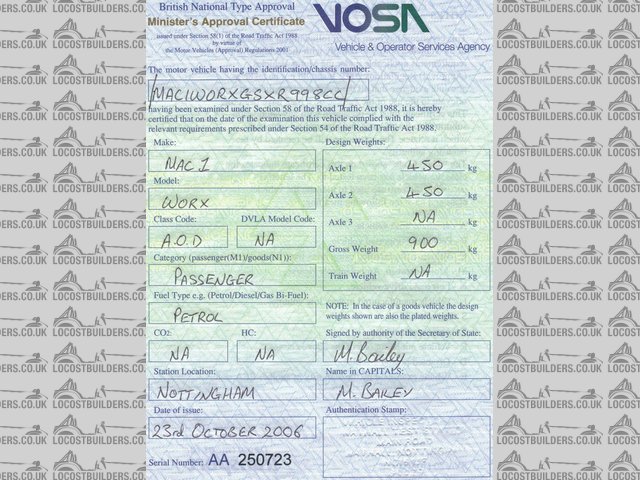 British National Type Approval
Minister's Approval Certificate
issued under Section 58(1) of the Road Traffic Act 1988
by virtue of
the Motor Vehicles (Approval) Regulations 2001
VOSA
Vehicle & Operator Services Agency
The motor vehicle having the identification/chassis number:
MAC1WORXGSXR998CC
having been examined under Section 58 of the Road Traffic Act 1988, it is hereby
certified that on the date of the examination this vehicle complied with the
relevant requirements prescribed under Section 54 of the Road Traffic Act 1988.
Make:
MAC 1
Model:
WORX
Class Code: DVLA Model Code:
A.O.D NA
Category (passenger(M1)/goods(N1)):
PASSENGER
Fuel Type e.g. (Petrol/Diesel/Gas Bi-Fuel):
PETROL
CO2: HC:
NA NA
Station Location:
NOTTINGHAM
Date of issue:
23rd OCTOBER 2006
Serial Number: AA 250723
Design Weights:
Axle 1 450 kg
Axle 2 450 kg
Axle 3 NA kg
Gross Weight 900 kg
Train Weight NA kg
NOTE: In the case of a goods vehicle the design
weights shown are also the plated weights.
Signed by authority of the Secretary of State:
M. Bailey
Name in CAPITALS:
M. BAILEY
Authentication Stamp:
LOCOSTBUILDERS.CO.UK